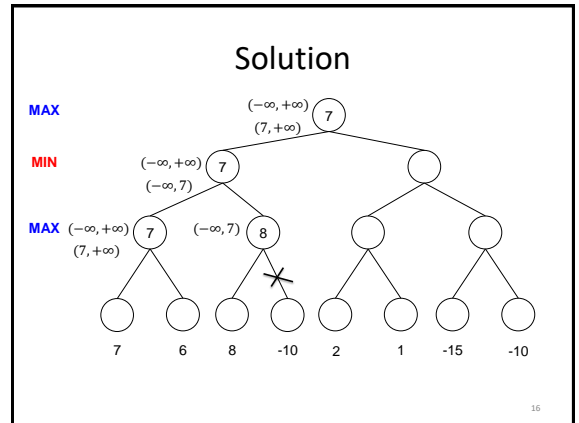 Solution
MAX (−∞, +∞) 7
(7, +∞)
MIN (−∞, +∞) 7
(−∞, 7)
MAX (−∞, +∞) 7 (−∞, 7) 8
(7, +∞)
7 6 8 -10 2 1 -15 -10
16